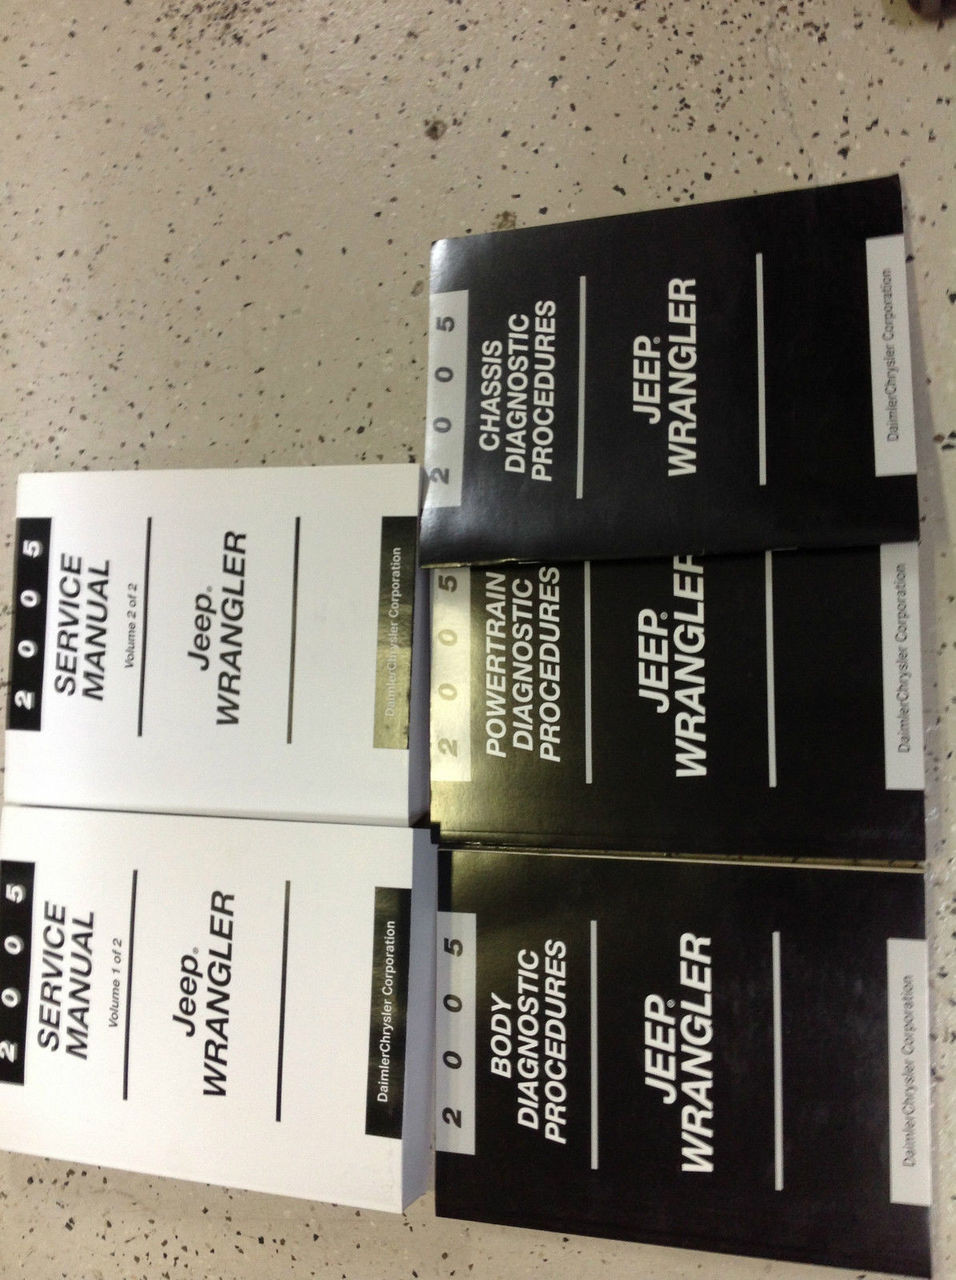 2005
SERVICE
MANUAL
Volume 1 of 2
Jeep®
WRANGLER
DaimlerChrysler Corporation
2005
SERVICE
MANUAL
Volume 2 of 2
Jeep®
WRANGLER
DaimlerChrysler Corporation
2005
BODY
DIAGNOSTIC
PROCEDURES
JEEP®
WRANGLER
DaimlerChrysler Corporation
2005
POWERTRAIN
DIAGNOSTIC
PROCEDURES
JEEP®
WRANGLER
DaimlerChrysler Corporation
2005
CHASSIS
DIAGNOSTIC
PROCEDURES
JEEP®
WRANGLER
DaimlerChrysler Corporation